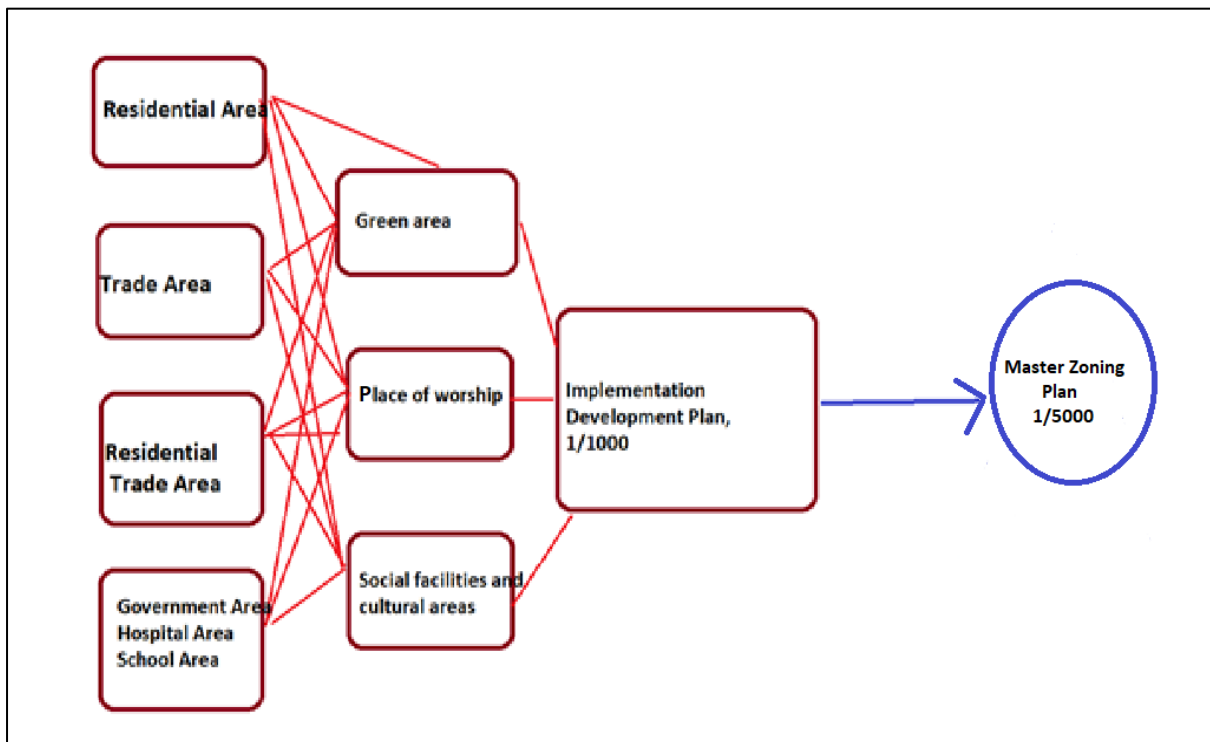 Residential Area
Trade Area
Residential
Trade Area
Government Area
Hospital Area
School Area
Green area
Place of worship
Social facilities and
cultural areas
Implementation
Development Plan,
1/1000
Master Zoning
Plan
1/5000